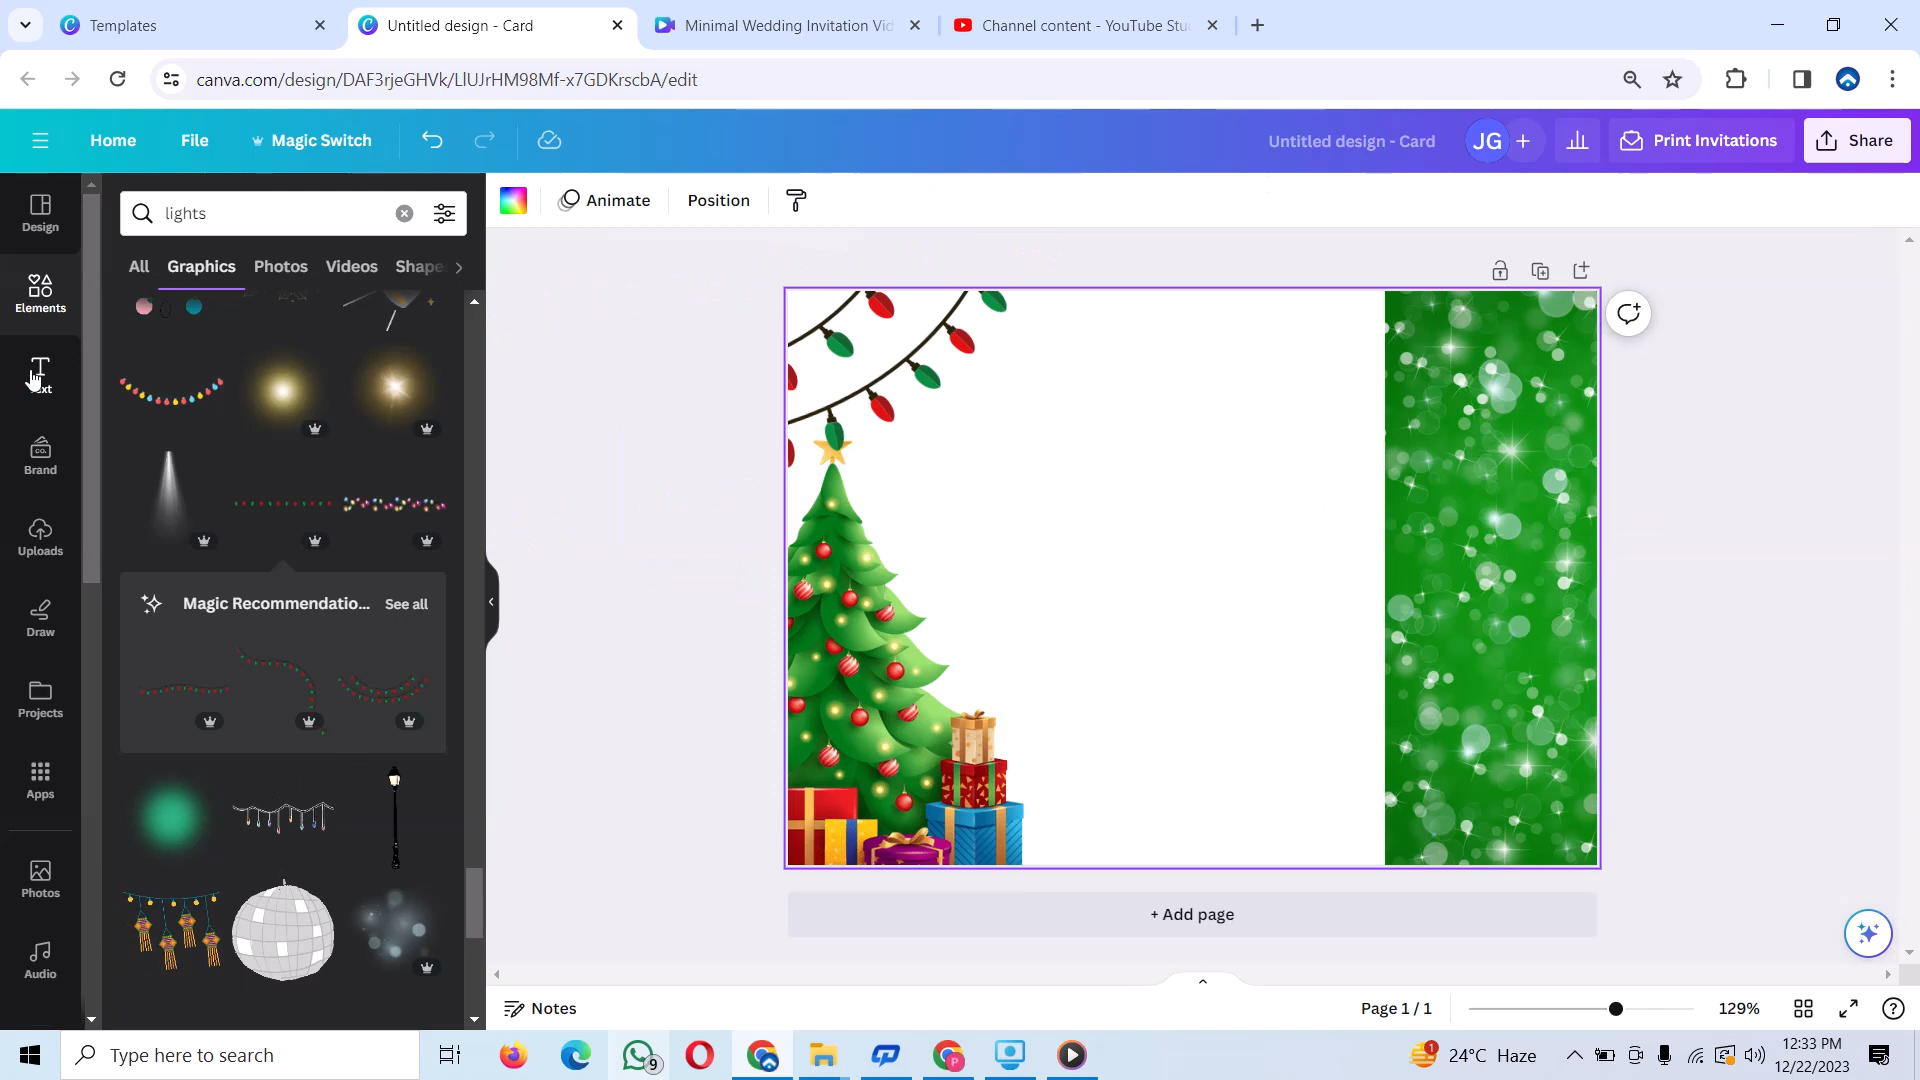 Templates
Untitled design - Card
Minimal Wedding Invitation Vid
Channel content - YouTube Stu
canva.com/design/DAF3rjeGHVk/LlUJrHM98Mf-x7GDKrscbA/edit
Home
File
Magic Switch
Untitled design - Card
JG
Print Invitations
Share
Design
Elements
Text
Brand
Uploads
Draw
Projects
Apps
Photos
Audio
lights
All
Graphics
Photos
Videos
Shape
Magic Recommendatio...
See all
Animate
Position
+ Add page
Notes
Page 1 / 1
129%
Type here to search
9
1
24°C Haze
12:33 PM
12/22/2023